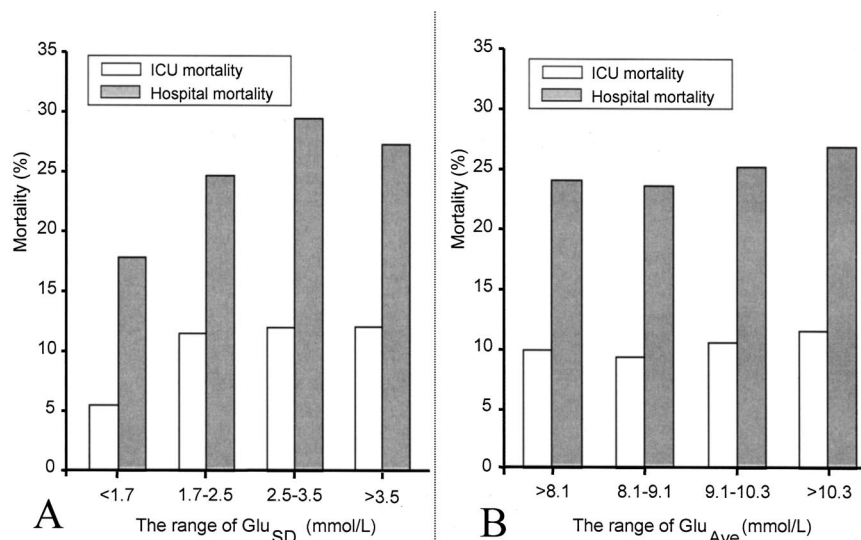 35
30
25
20
15
10
5
0
Mortality (%)
ICU mortality
Hospital mortality
<1.7 1.7-2.5 2.5-3.5 >3.5
The range of Glu SD (mmol/L)
A
35
30
25
20
15
10
5
0
Mortality (%)
ICU mortality
Hospital mortality
>8.1 8.1-9.1 9.1-10.3 >10.3
The range of Glu Ave (mmol/L)
B